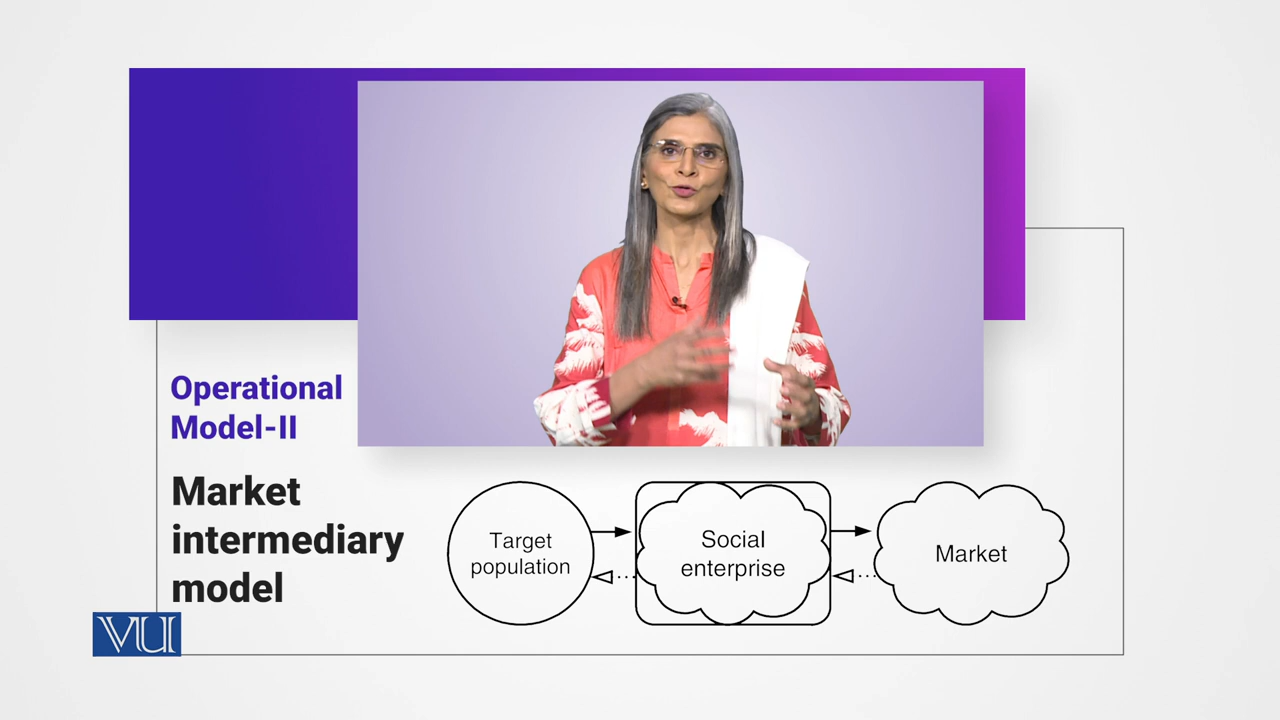 Operational
Model-II
Market
intermediary
model
Target
population
Social
enterprise
Market
VU